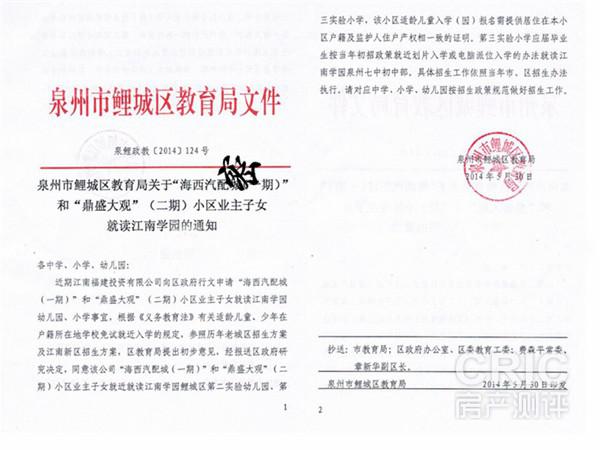 泉州市鲤城区教育局文件
泉鲤政教〔2014〕124号
泉州市鲤城区教育局关于“海西汽配城(一期)”
和“鼎盛大观”（二期）小区业主子女
就读江南学园的通知
各中学、小学、幼儿园：
近期江南福建投资有限公司向区政府行文申请“海西汽配城
（一期）”和“鼎盛大观”（二期）小区业主子女就读江南学园
幼儿园、小学事宜，根据《义务教育法》有关适龄儿童、少年在
户籍所在地学校免试就近入学的规定，参照历年老城区招生方案
及江南新区招生方案，区教育局提出初步意见，经报送区政府研
究决定，同意该公司“海西汽配城（一期）”和“鼎盛大观”（二
期）小区业主子女就近就读江南学园鲤城区第二实验幼儿园、第
1
三实验小学，该小区适龄儿童入学（园）报名需提供居住在本小
区户籍及监护人住户产权相一致的证明。第三实验小学应届毕业
生按当年初招政策就近划片入学或电脑派位入学的办法就读江
南学园泉州七中初中部，具体招生工作依照当年市、区招生办法
执行。请对应中学、小学、幼儿园按招生政策规范做好招生工作。
泉州市鲤城区教育局
2014年5月30日
抄送：市教育局；区政府办公室、区委教育工委；费森平常委，
章新华副区长。
泉州市鲤城区教育局 2014年5月30日印发
2
CRIC
房产测评